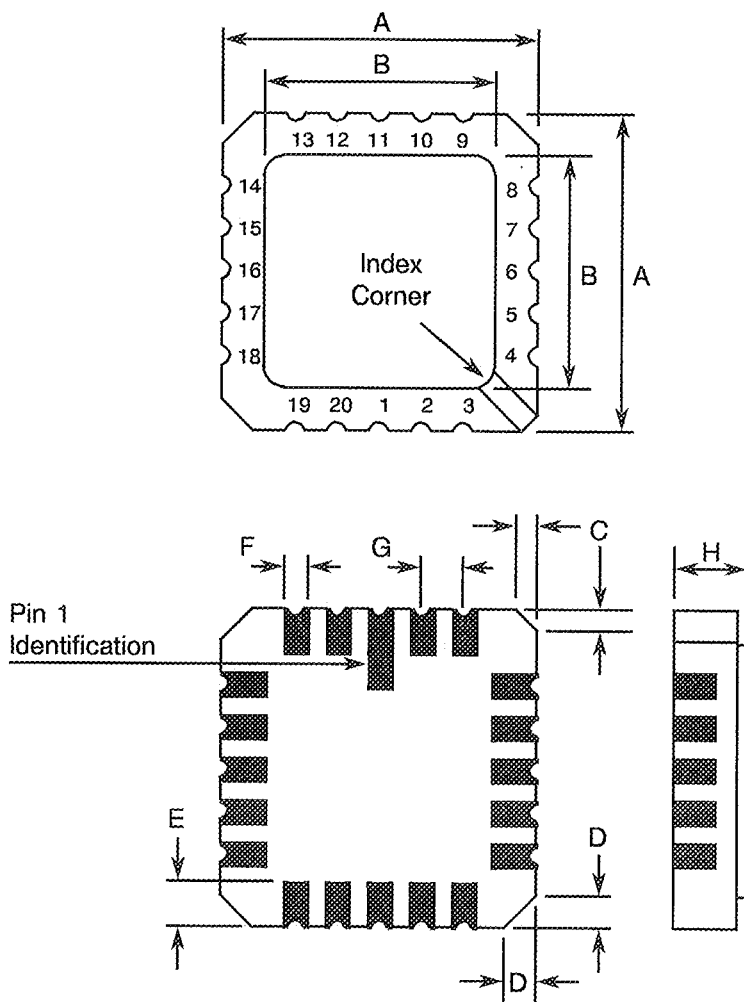 A
B
13 12 11 10 9
14 8
15 7
16 6
17 5
18 4
Index
Corner
B A
19 20 1 2 3
F G C H
Pin 1
Identification
E D
D